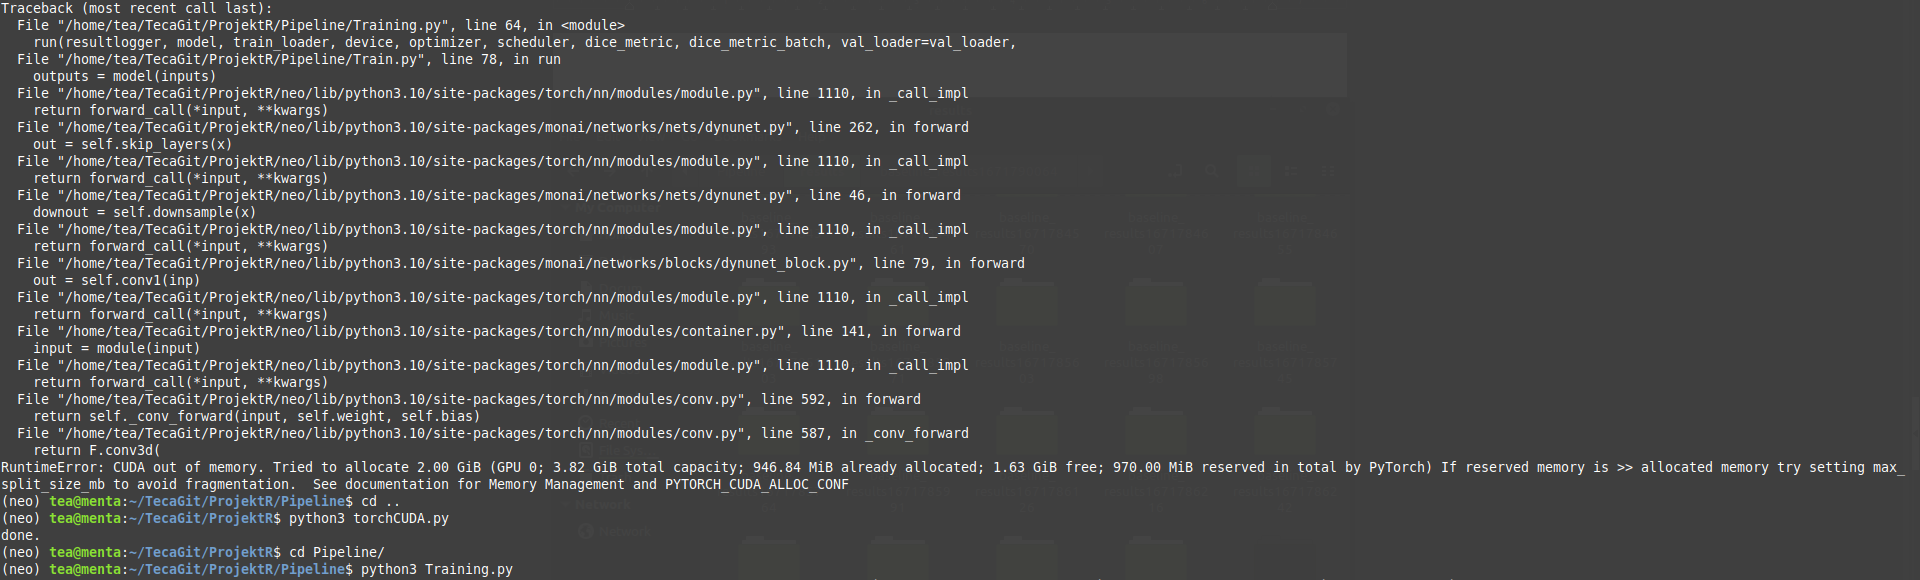 Traceback (most recent call last):
  File "/home/tea/TecaGit/ProjektR/Pipeline/Training.py", line 64, in <module>
    run(resultlogger, model, train_loader, device, optimizer, scheduler, dice_metric, dice_metric_batch, val_loader=val_loader,
  File "/home/tea/TecaGit/ProjektR/Pipeline/Train.py", line 78, in run
    outputs = model(inputs)
  File "/home/tea/TecaGit/ProjektR/neo/lib/python3.10/site-packages/torch/nn/modules/module.py", line 1110, in _call_impl
    return forward_call(*input, **kwargs)
  File "/home/tea/TecaGit/ProjektR/neo/lib/python3.10/site-packages/monai/networks/nets/dynunet.py", line 262, in forward
    out = self.skip_layers(x)
  File "/home/tea/TecaGit/ProjektR/neo/lib/python3.10/site-packages/torch/nn/modules/module.py", line 1110, in _call_impl
    return forward_call(*input, **kwargs)
  File "/home/tea/TecaGit/ProjektR/neo/lib/python3.10/site-packages/monai/networks/nets/dynunet.py", line 46, in forward
    downout = self.downsample(x)
  File "/home/tea/TecaGit/ProjektR/neo/lib/python3.10/site-packages/torch/nn/modules/module.py", line 1110, in _call_impl
    return forward_call(*input, **kwargs)
  File "/home/tea/TecaGit/ProjektR/neo/lib/python3.10/site-packages/monai/networks/blocks/dynunet_block.py", line 79, in forward
    out = self.conv1(inp)
  File "/home/tea/TecaGit/ProjektR/neo/lib/python3.10/site-packages/torch/nn/modules/module.py", line 1110, in _call_impl
    return forward_call(*input, **kwargs)
  File "/home/tea/TecaGit/ProjektR/neo/lib/python3.10/site-packages/torch/nn/modules/container.py", line 141, in forward
    input = module(input)
  File "/home/tea/TecaGit/ProjektR/neo/lib/python3.10/site-packages/torch/nn/modules/module.py", line 1110, in _call_impl
    return forward_call(*input, **kwargs)
  File "/home/tea/TecaGit/ProjektR/neo/lib/python3.10/site-packages/torch/nn/modules/conv.py", line 592, in forward
    return self._conv_forward(input, self.weight, self.bias)
  File "/home/tea/TecaGit/ProjektR/neo/lib/python3.10/site-packages/torch/nn/modules/conv.py", line 587, in _conv_forward
    return F.conv3d(
RuntimeError: CUDA out of memory. Tried to allocate 2.00 GiB (GPU 0; 3.82 GiB total capacity; 946.84 MiB already allocated; 1.63 GiB free; 970.00 MiB reserved in total by PyTorch) If reserved memory is >> allocated memory try setting max_
split_size_mb to avoid fragmentation.  See documentation for Memory Management and PYTORCH_CUDA_ALLOC_CONF
(neo) tea@menta:~/TecaGit/ProjektR/Pipeline$ cd ..
(neo) tea@menta:~/TecaGit/ProjektR$ python3 torchCUDA.py
done.
(neo) tea@menta:~/TecaGit/ProjektR$ cd Pipeline/
(neo) tea@menta:~/TecaGit/ProjektR/Pipeline$ python3 Training.py